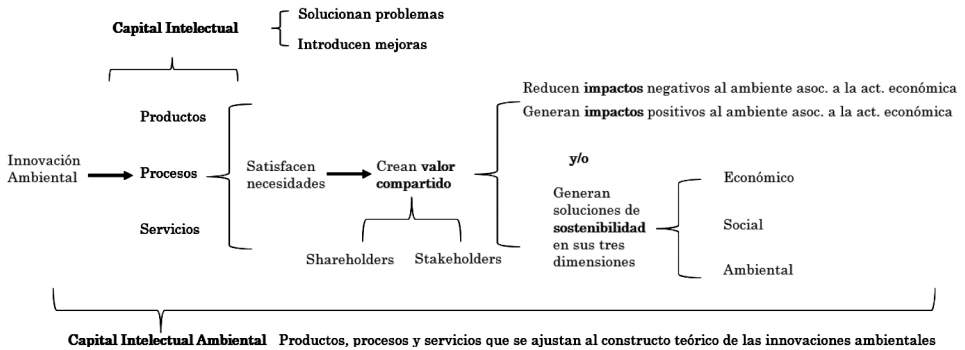 Capital Intelectual
Solucionan problemas
Introducen mejoras
Innovación
Ambiental
Productos
Procesos
Servicios
Satisfacen
necesidades
Crean valor
compartido
Shareholders
Stakeholders
Reducen impactos negativos al ambiente asoc. a la act. económica
Generan impactos positivos al ambiente asoc. a la act. económica
y/o
Generan
soluciones de
sostenibilidad
en sus tres
dimensiones
Económico
Social
Ambiental
Capital Intelectual Ambiental Productos, procesos y servicios que se ajustan al constructo teórico de las innovaciones ambientales